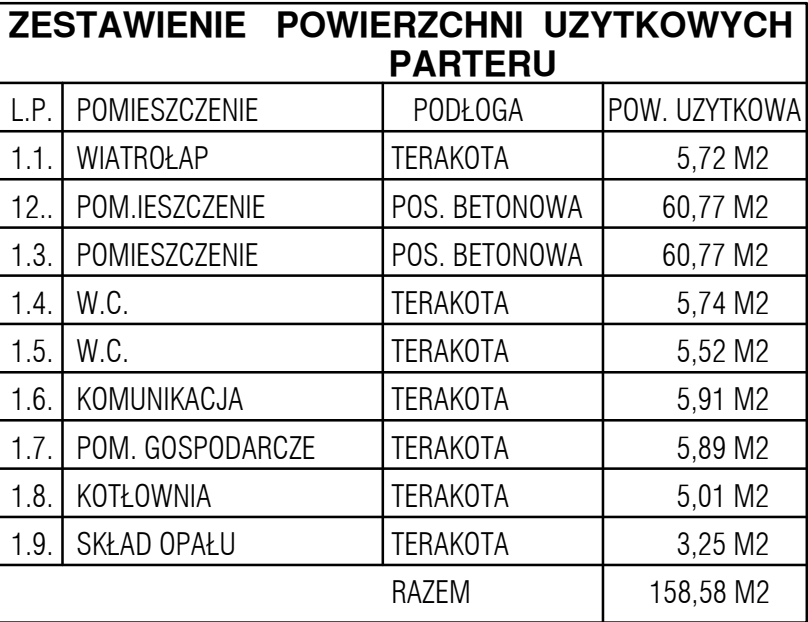 ZESTAWIENIE POWIERZCHNI UZYTKOWYCH
PARTERU
L.P. POMIESZCZENIE PODŁOGA POW. UZYTKOWA
1.1. WIATROŁAP TERAKOTA 5,72 M2
12.. POM.IESZCZENIE POS. BETONOWA 60,77 M2
1.3. POMIESZCZENIE POS. BETONOWA 60,77 M2
1.4. W.C. TERAKOTA 5,74 M2
1.5. W.C. TERAKOTA 5,52 M2
1.6. KOMUNIKACJA TERAKOTA 5,91 M2
1.7. POM. GOSPODARCZE TERAKOTA 5,89 M2
1.8. KOTŁOWNIA TERAKOTA 5,01 M2
1.9. SKŁAD OPAŁU TERAKOTA 3,25 M2
RAZEM 158,58 M2